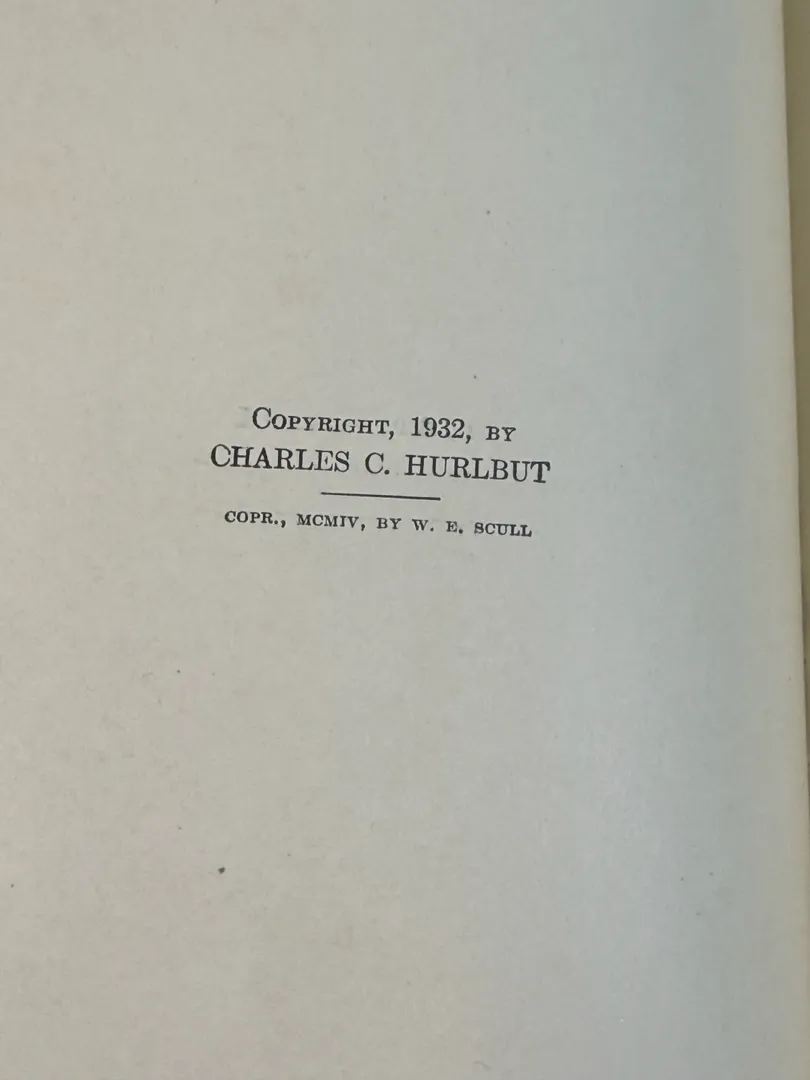 Copyright, 1932, by
CHARLES C. HURLBUT
COPR., MCMIV, BY W. E. SCULL